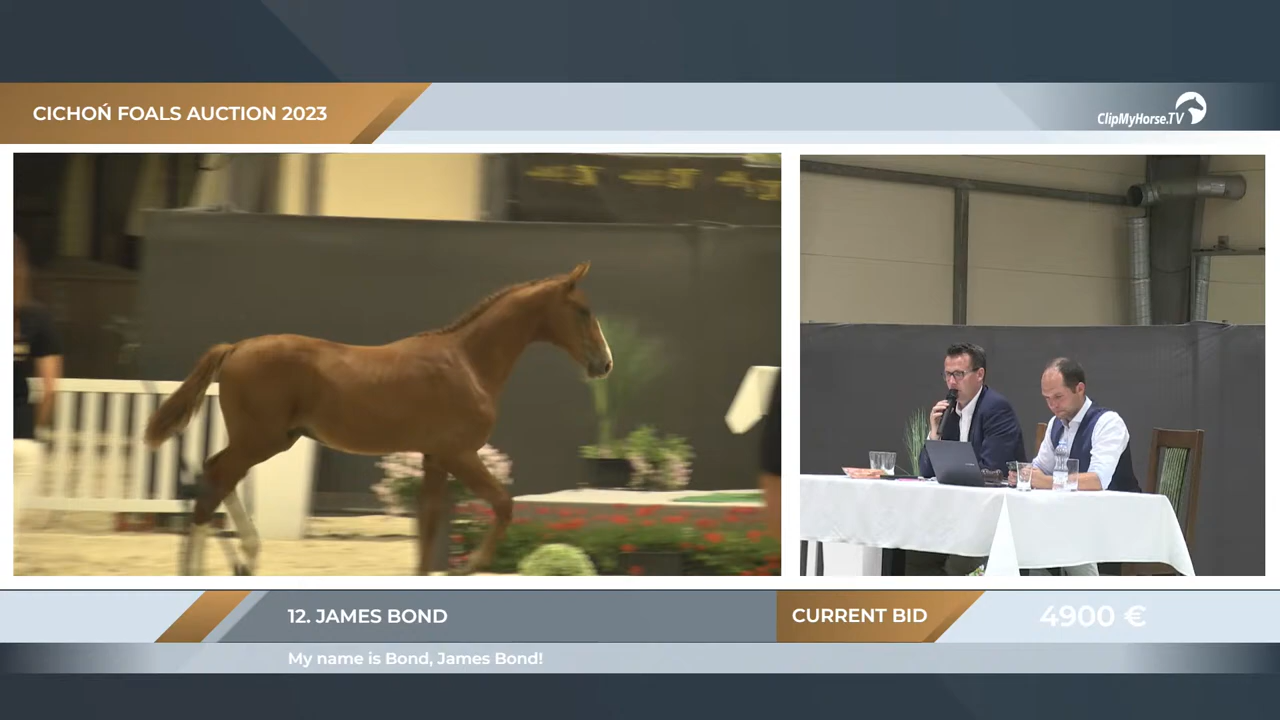 CICHOŃ FOALS AUCTION 2023
ClipMyHorse.TV
12. JAMES BOND
CURRENT BID
4900 €
My name is Bond, James Bond!